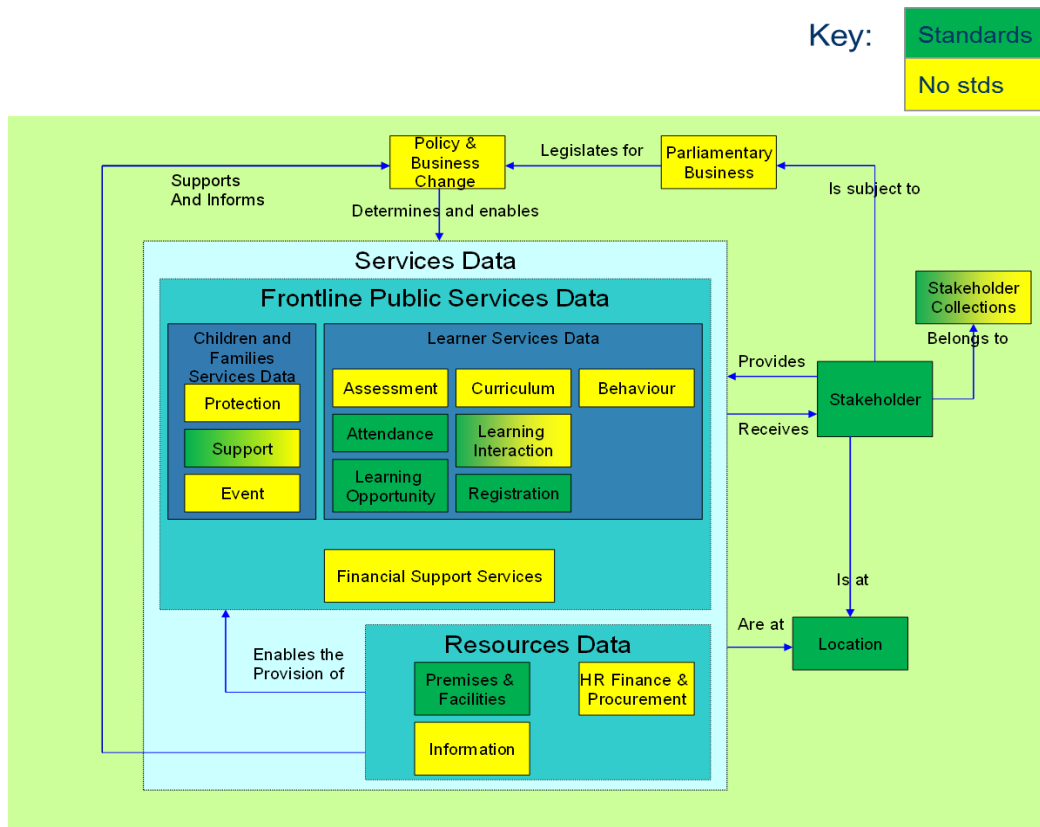 Key:
Standards
No stds
Policy &
Business
Change
Legislates for
Parliamentary
Business
Supports
And Informs
Is subject to
Determines and enables
Services Data
Frontline Public Services Data
Stakeholder
Collections
Belongs to
Children and
Families
Services Data
Protection
Support
Event
Learner Services Data
Assessment
Curriculum
Behaviour
Attendance
Learning
Interaction
Learning
Opportunity
Registration
Provides
Receives
Stakeholder
Financial Support Services
Is at
Are at
Location
Enables the
Provision of
Resources Data
Premises &
Facilities
HR Finance &
Procurement
Information